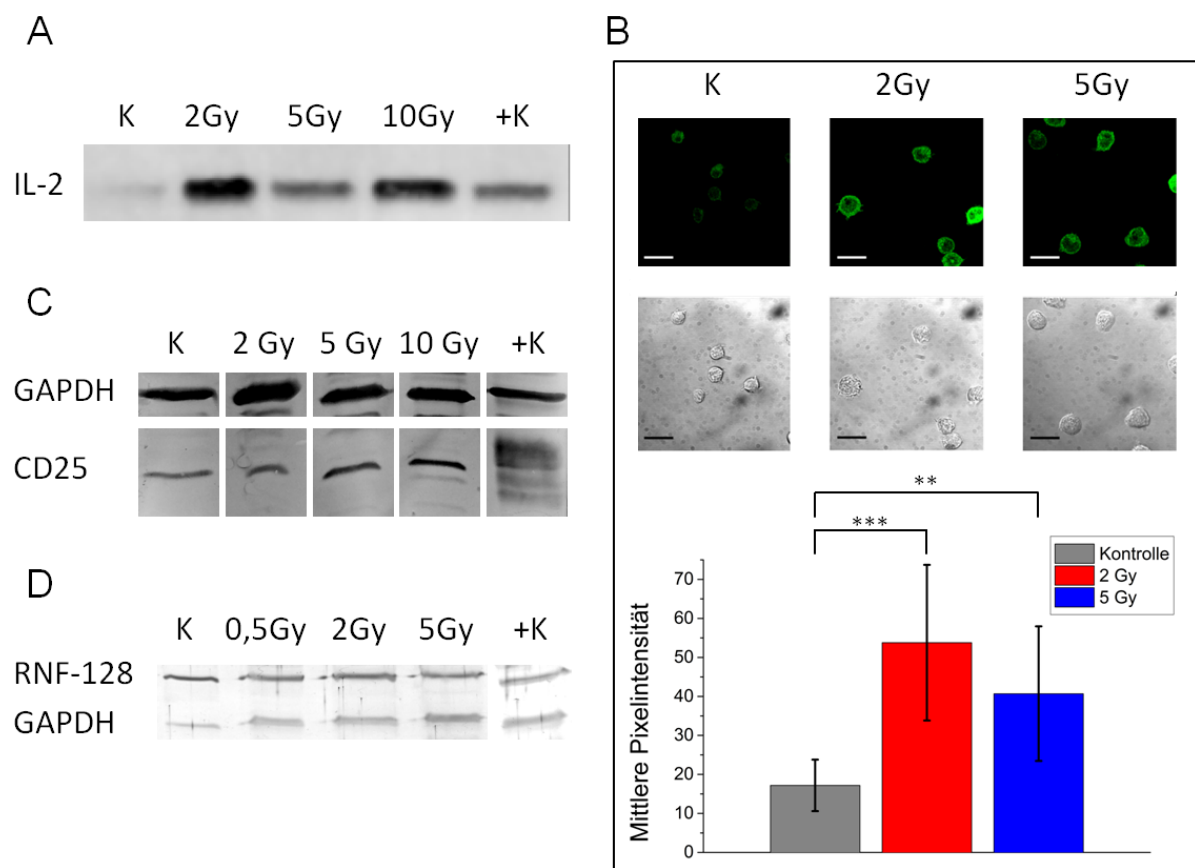 A
K 2Gy 5Gy 10Gy +K
IL-2
B
K 2Gy 5Gy
** 
***
Mittlere Pixelintensität
70
60
50
40
30
20
10
0
Kontrolle
2 Gy
5 Gy
C
K 2 Gy 5 Gy 10 Gy +K
GAPDH
CD25
D
K 0,5Gy 2Gy 5Gy +K
RNF-128
GAPDH